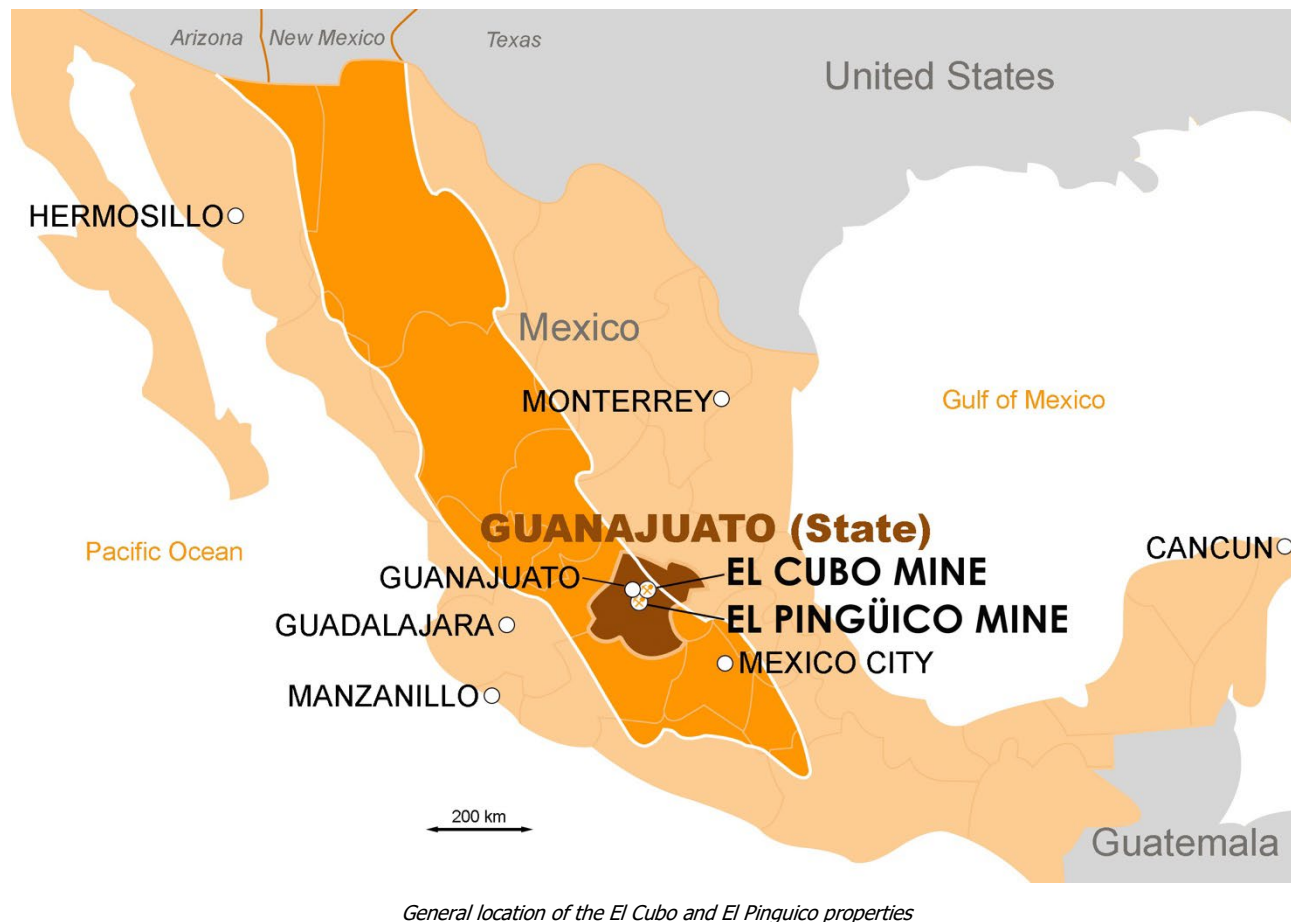 Arizona
New Mexico
Texas
United States
HERMOSILLO
Mexico
MONTERREY
Gulf of Mexico
GUANAJUATO (State)
Pacific Ocean
CANCUN
GUANAJUATO
EL CUBO MINE
GUADALAJARA
EL PINGÜICO MINE
MEXICO CITY
MANZANILLO
200 km
Guatemala
General location of the El Cubo and El Pinguico properties